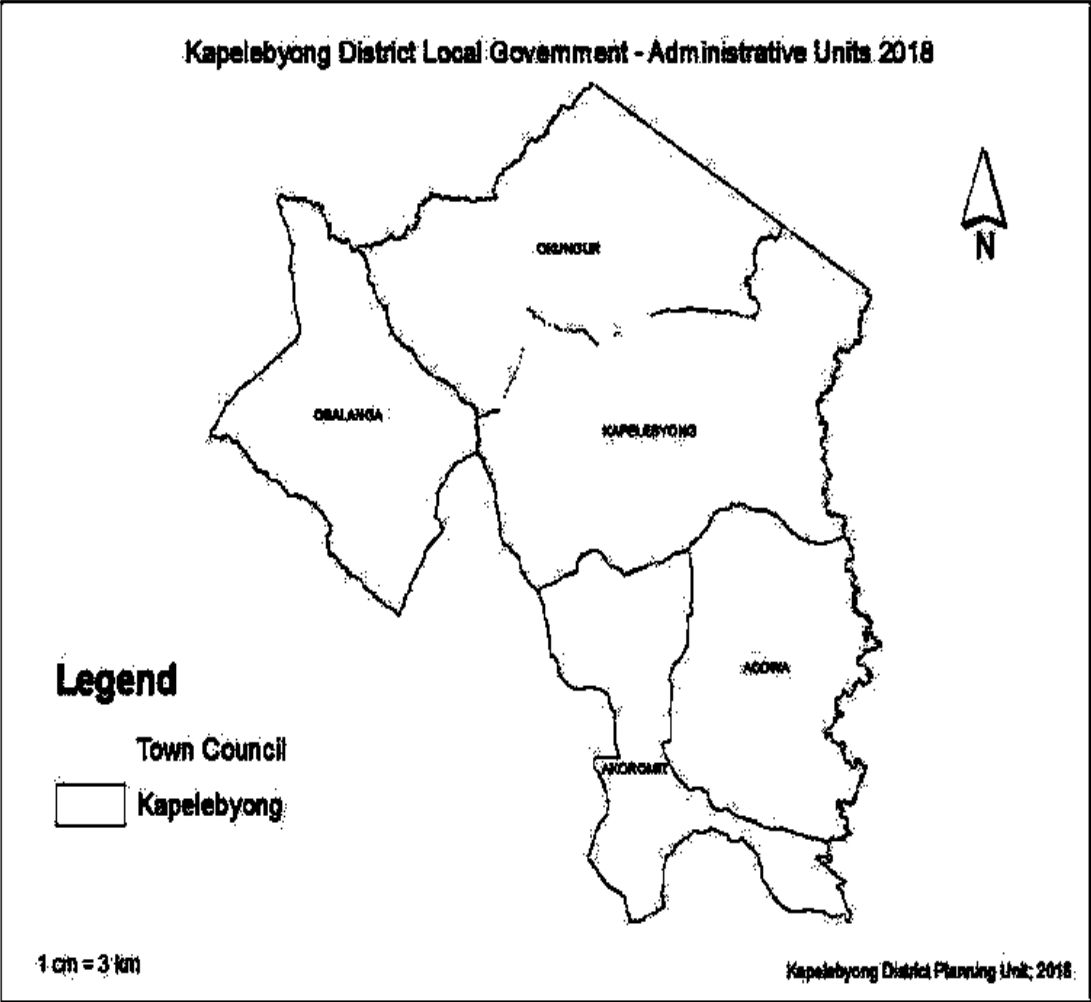 Kapelebyong District Local Government - Administrative Units 2018
N
OKUNGUR
OBALANGA
KAPELEBYONG
ACOWA
AKOROMIT
Legend
Town Council
Kapelebyong
1 cm = 3 km
Kapelebyong District Planning Unit; 2018